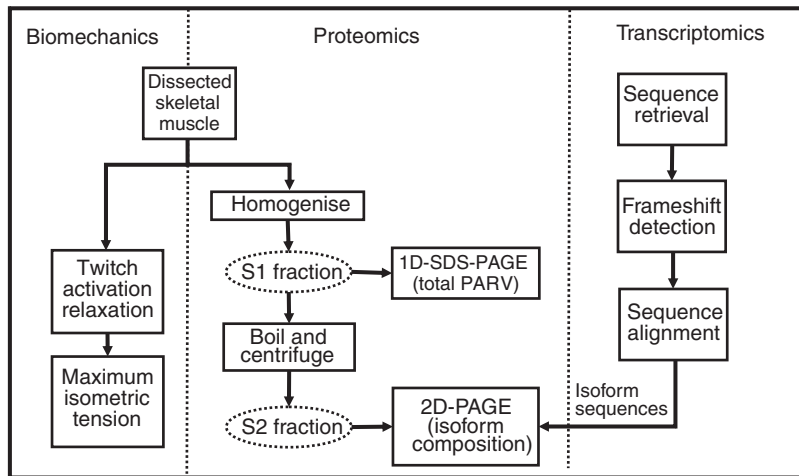 Biomechanics
Proteomics
Transcriptomics
Dissected
skeletal
muscle
Sequence
retrieval
Homogenise
Frameshift
detection
Twitch
activation
relaxation
S1 fraction
1D-SDS-PAGE
(total PARV)
Boil and
centrifuge
Sequence
alignment
Maximum
isometric
tension
S2 fraction
2D-PAGE
(isoform
composition)
Isoform
sequences